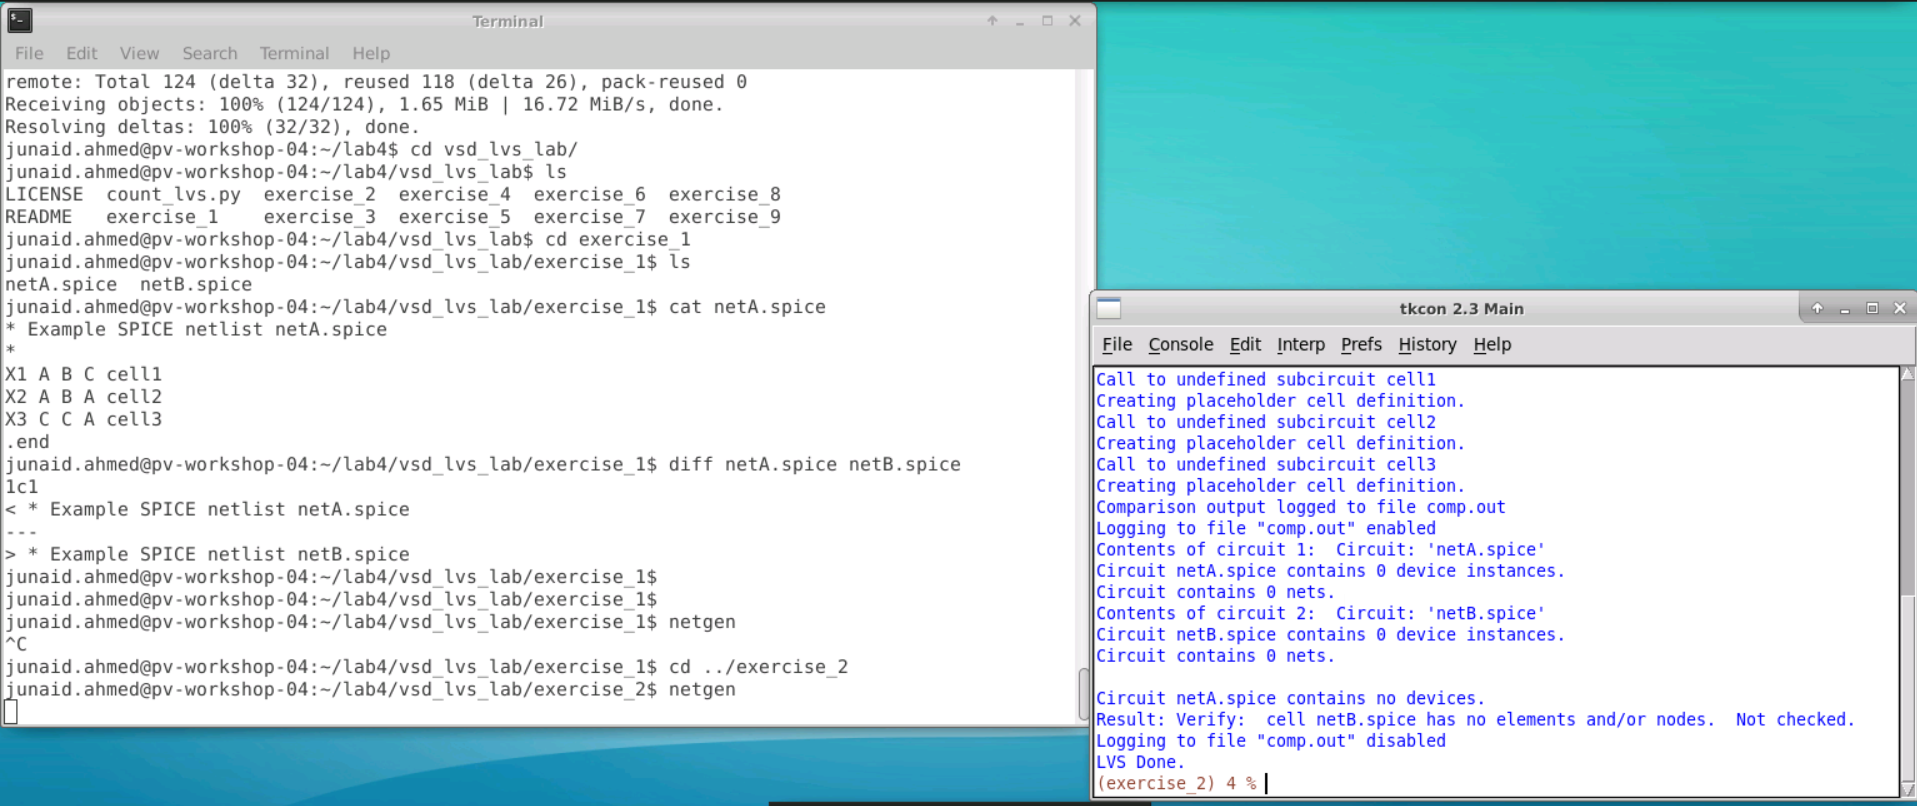 Terminal
File Edit View Search Terminal Help
remote: Total 124 (delta 32), reused 118 (delta 26), pack-reused 0
Receiving objects: 100% (124/124), 1.65 MiB | 16.72 MiB/s, done.
Resolving deltas: 100% (32/32), done.
junaid.ahmed@pv-workshop-04:~/lab4$ cd vsd_lvs_lab/
junaid.ahmed@pv-workshop-04:~/lab4/vsd_lvs_lab$ ls
LICENSE  count_lvs.py  exercise_2  exercise_4  exercise_6  exercise_8
README   exercise_1    exercise_3  exercise_5  exercise_7  exercise_9
junaid.ahmed@pv-workshop-04:~/lab4/vsd_lvs_lab$ cd exercise_1
junaid.ahmed@pv-workshop-04:~/lab4/vsd_lvs_lab/exercise_1$ ls
netA.spice  netB.spice
junaid.ahmed@pv-workshop-04:~/lab4/vsd_lvs_lab/exercise_1$ cat netA.spice
* Example SPICE netlist netA.spice
*
X1 A B C cell1
X2 A B A cell2
X3 C C A cell3
.end
junaid.ahmed@pv-workshop-04:~/lab4/vsd_lvs_lab/exercise_1$ diff netA.spice netB.spice
1c1
< * Example SPICE netlist netA.spice
---
> * Example SPICE netlist netB.spice
junaid.ahmed@pv-workshop-04:~/lab4/vsd_lvs_lab/exercise_1$
junaid.ahmed@pv-workshop-04:~/lab4/vsd_lvs_lab/exercise_1$
junaid.ahmed@pv-workshop-04:~/lab4/vsd_lvs_lab/exercise_1$ netgen
^C
junaid.ahmed@pv-workshop-04:~/lab4/vsd_lvs_lab/exercise_1$ cd ../exercise_2
junaid.ahmed@pv-workshop-04:~/lab4/vsd_lvs_lab/exercise_2$ netgen
tkcon 2.3 Main
File Console Edit Interp Prefs History Help
Call to undefined subcircuit cell1
Creating placeholder cell definition.
Call to undefined subcircuit cell2
Creating placeholder cell definition.
Call to undefined subcircuit cell3
Creating placeholder cell definition.
Comparison output logged to file comp.out
Logging to file "comp.out" enabled
Contents of circuit 1:  Circuit: 'netA.spice'
Circuit netA.spice contains 0 device instances.
Circuit contains 0 nets.
Contents of circuit 2:  Circuit: 'netB.spice'
Circuit netB.spice contains 0 device instances.
Circuit contains 0 nets.
Circuit netA.spice contains no devices.
Result: Verify:  cell netB.spice has no elements and/or nodes.  Not checked.
Logging to file "comp.out" disabled
LVS Done.
(exercise_2) 4 %